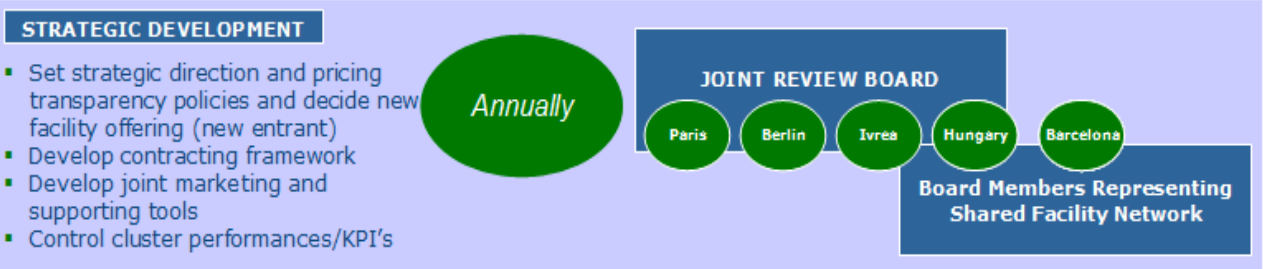 STRATEGIC DEVELOPMENT
▪ Set strategic direction and pricing
transparency policies and decide new
facility offering (new entrant)
▪ Develop contracting framework
▪ Develop joint marketing and
supporting tools
▪ Control cluster performances/KPI's
Annually
JOINT REVIEW BOARD
Paris Berlin Ivrea Hungary Barcelona
Board Members Representing
Shared Facility Network